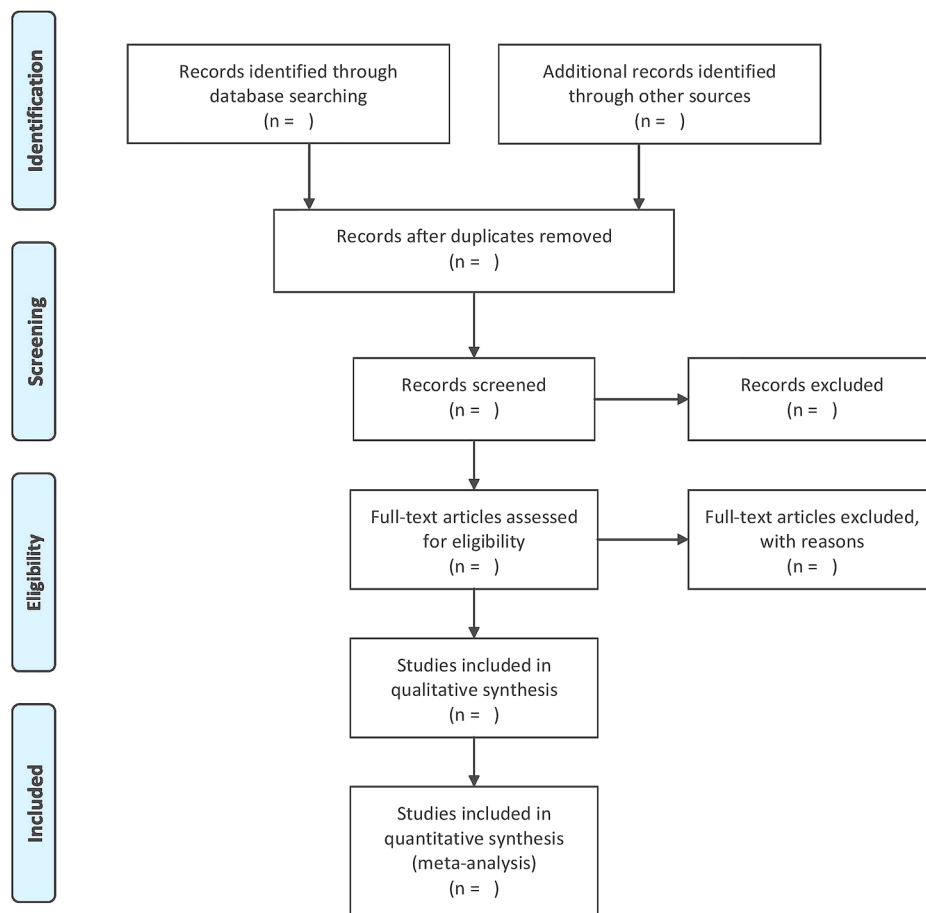 Identification
Records identified through
database searching
(n =   )
Additional records identified
through other sources
(n =   )
Records after duplicates removed
(n =   )
Screening
Records screened
(n =   )
Records excluded
(n =   )
Eligibility
Full-text articles assessed
for eligibility
(n =   )
Full-text articles excluded,
with reasons
(n =   )
Studies included in
qualitative synthesis
(n =   )
Included
Studies included in
quantitative synthesis
(meta-analysis)
(n =   )